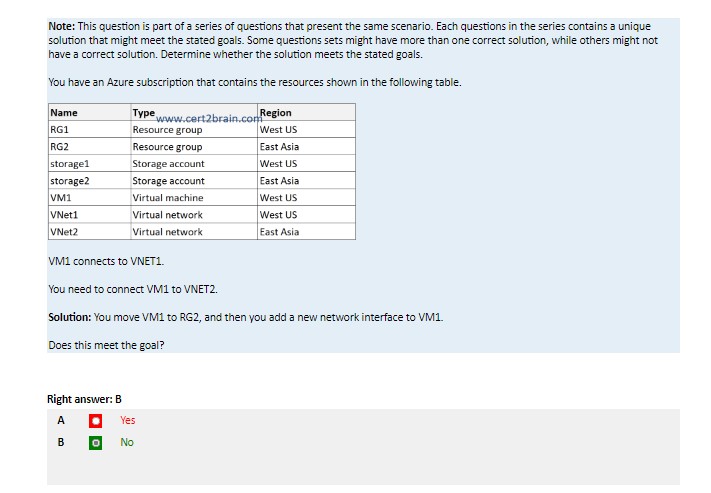 Note: This question is part of a series of questions that present the same scenario. Each questions in the series contains a unique
solution that might meet the stated goals. Some questions sets might have more than one correct solution, while others might not
have a correct solution. Determine whether the solution meets the stated goals.
You have an Azure subscription that contains the resources shown in the following table.
Name Type Region
www.cert2brain.com
RG1 Resource group West US
RG2 Resource group East Asia
storage1 Storage account West US
storage2 Storage account East Asia
VM1 Virtual machine West US
VNet1 Virtual network West US
VNet2 Virtual network East Asia
VM1 connects to VNET1.
You need to connect VM1 to VNET2.
Solution: You move VM1 to RG2, and then you add a new network interface to VM1.
Does this meet the goal?
Right answer: B
A Yes
B No